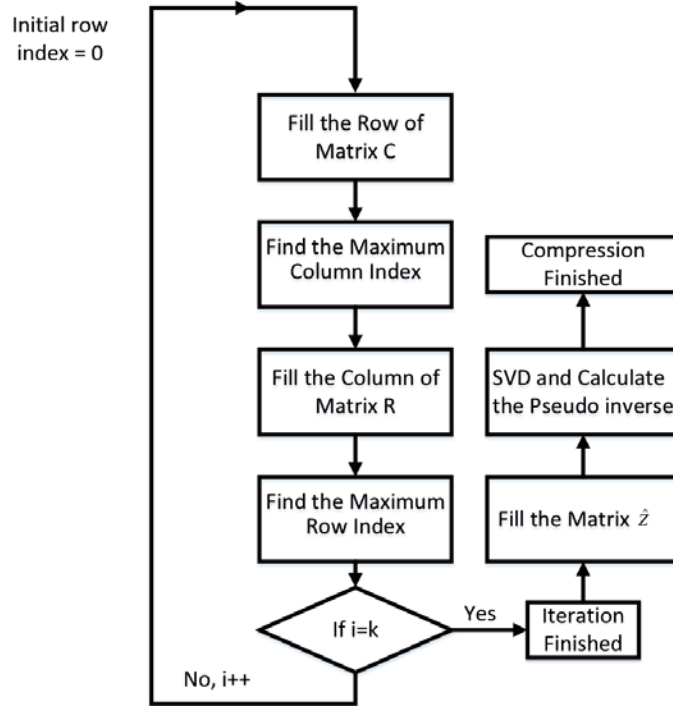 Initial row
index = 0
Fill the Row of
Matrix C
Find the Maximum
Column Index
Fill the Column of
Matrix R
Find the Maximum
Row Index
If i=k
No, i++
Yes
Iteration
Finished
Fill the Matrix ẑ
SVD and Calculate
the Pseudo inverse
Compression
Finished